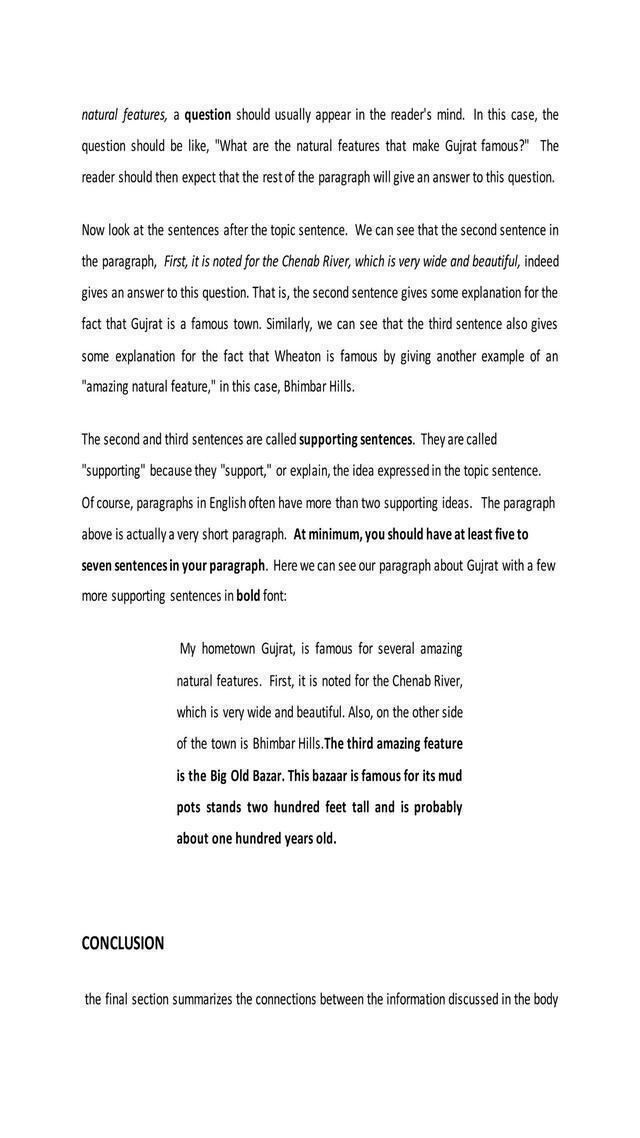 natural features, a question should usually appear in the reader's mind. In this case, the
question should be like, "What are the natural features that make Gujrat famous?" The
reader should then expect that the rest of the paragraph will give an answer to this question.
Now look at the sentences after the topic sentence. We can see that the second sentence in
the paragraph, First, it is noted for the Chenab River, which is very wide and beautiful, indeed
gives an answer to this question. That is, the second sentence gives some explanation for the
fact that Gujrat is a famous town. Similarly, we can see that the third sentence also gives
some explanation for the fact that Wheaton is famous by giving another example of an
"amazing natural feature," in this case, Bhimbar Hills.
The second and third sentences are called supporting sentences. They are called
"supporting" because they "support," or explain, the idea expressed in the topic sentence.
Of course, paragraphs in English often have more than two supporting ideas. The paragraph
above is actually a very short paragraph. At minimum, you should have at least five to
seven sentences in your paragraph. Here we can see our paragraph about Gujrat with a few
more supporting sentences in bold font:
My hometown Gujrat, is famous for several amazing
natural features. First, it is noted for the Chenab River,
which is very wide and beautiful. Also, on the other side
of the town is Bhimbar Hills.The third amazing feature
is the Big Old Bazar. This bazaar is famous for its mud
pots stands two hundred feet tall and is probably
about one hundred years old.
CONCLUSION
the final section summarizes the connections between the information discussed in the body